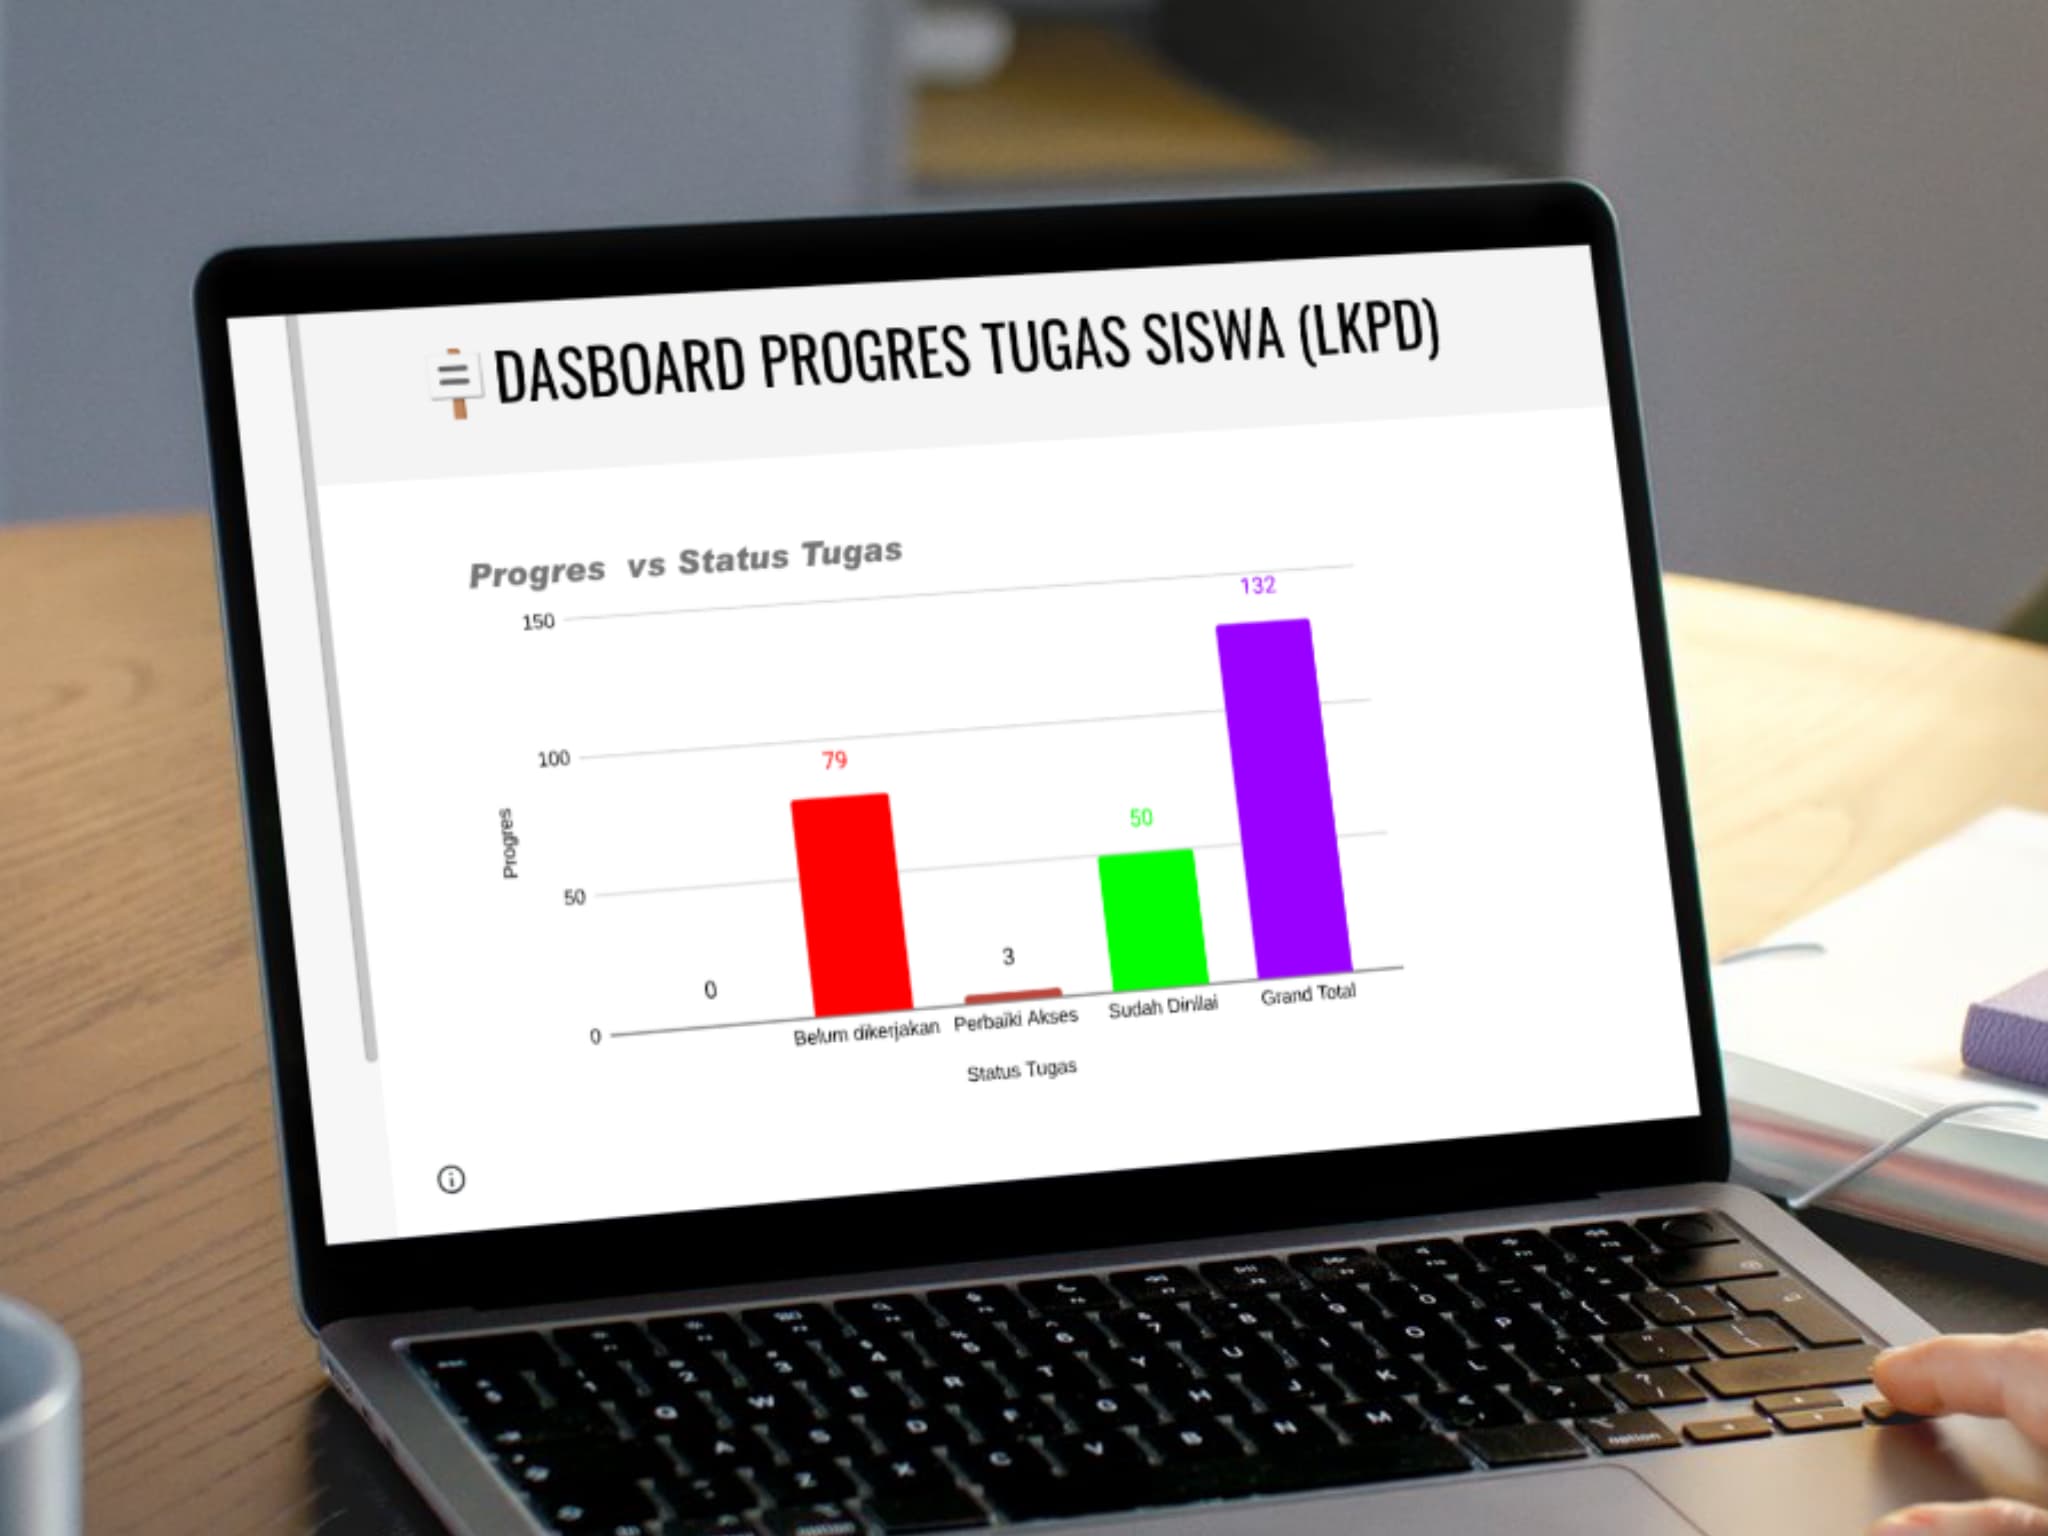 DASBOARD PROGRES TUGAS SISWA (LKPD)
Progres vs Status Tugas
150
100
50
0
Progres
0
79
3
50
132
Belum dikerjakan
Perbaiki Akses
Sudah Dinilai
Grand Total
Status Tugas